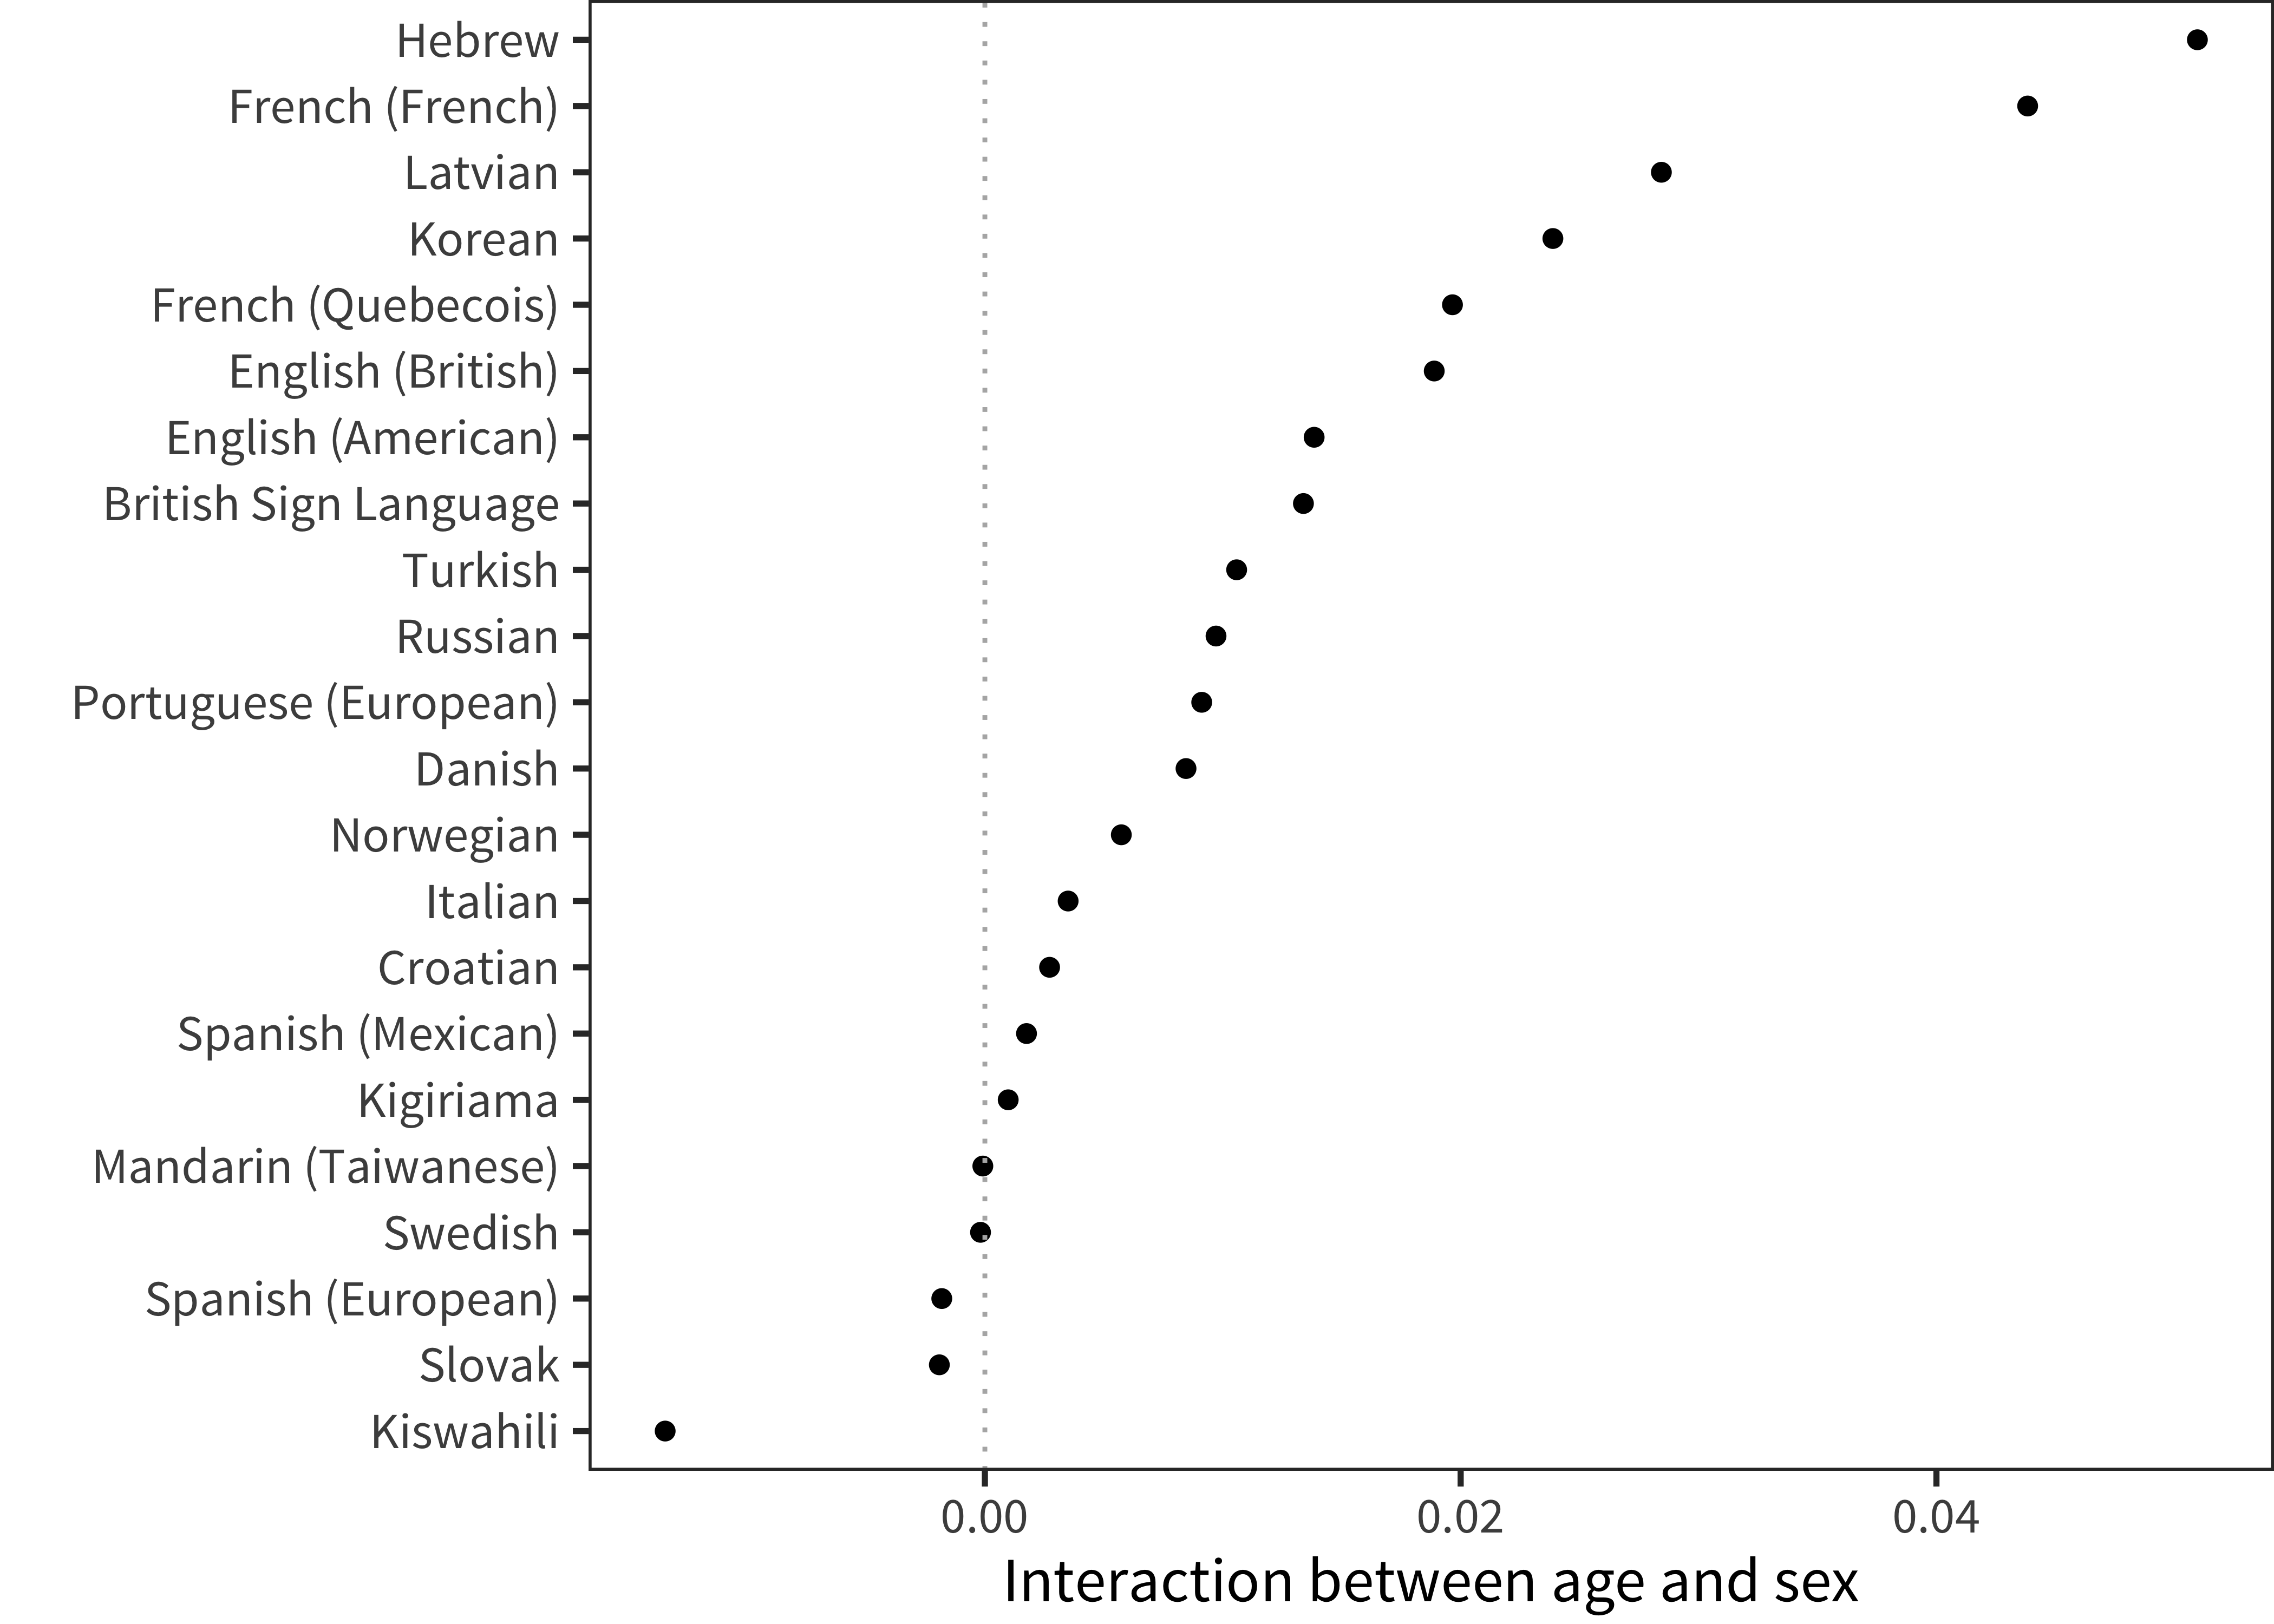 Hebrew
French (French)
Latvian
Korean
French (Quebecois)
English (British)
English (American)
British Sign Language
Turkish
Russian
Portuguese (European)
Danish
Norwegian
Italian
Croatian
Spanish (Mexican)
Kigiriama
Mandarin (Taiwanese)
Swedish
Spanish (European)
Slovak
Kiswahili
0.00 0.02 0.04
Interaction between age and sex